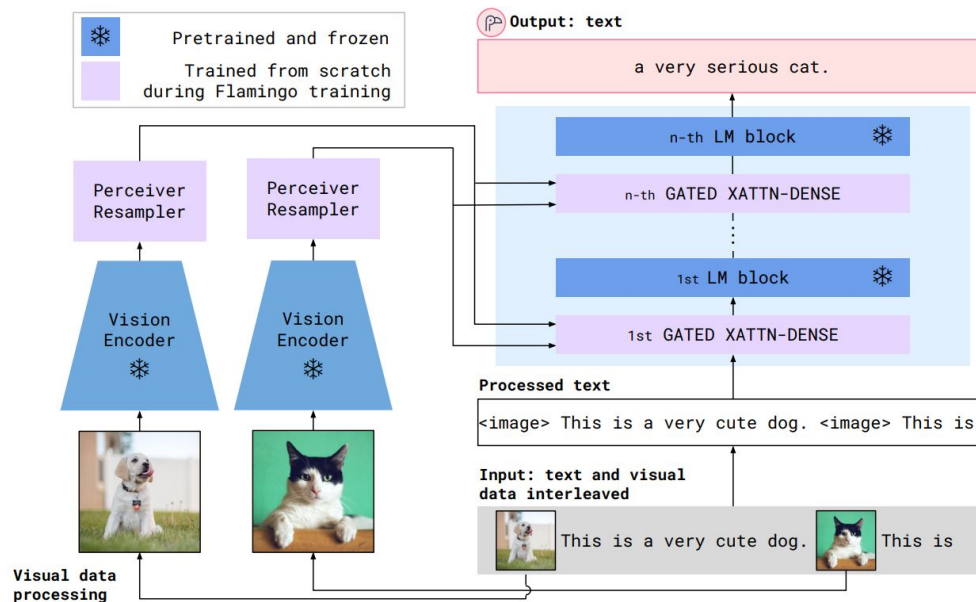 Pretrained and frozen
Trained from scratch
during Flamingo training
Output: text
a very serious cat.
n-th LM block
n-th GATED XATTN-DENSE
1st LM block
1st GATED XATTN-DENSE
Perceiver
Resampler
Perceiver
Resampler
Vision
Encoder
Vision
Encoder
Processed text
<image> This is a very cute dog. <image> This is
Input: text and visual
data interleaved
This is a very cute dog.
This is
Visual data
processing